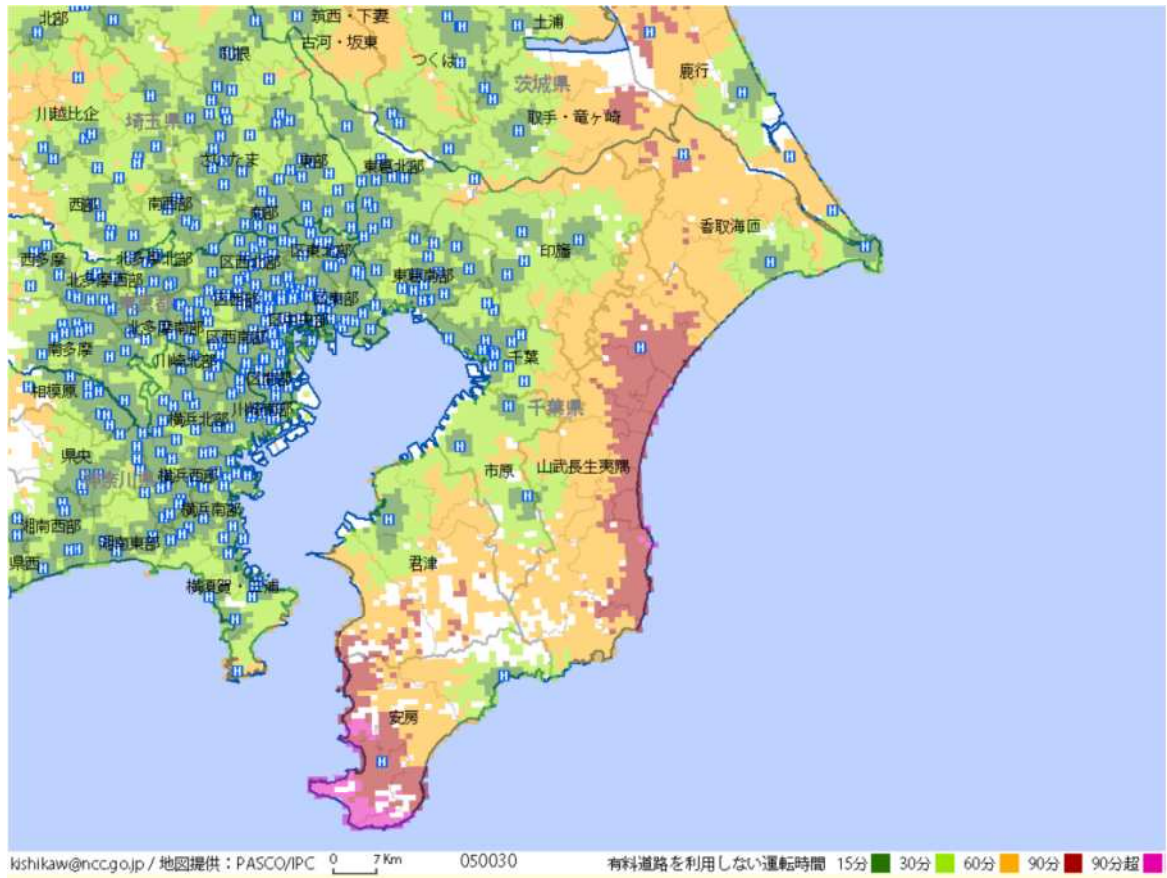 北部
筑西・下妻
土浦
古河・坂東
利根
つくば
鹿行
茨城県
川越比企
埼玉県
取手・竜ヶ崎
さいたま
東部
東葛北部
西部
南西部
南部
香取海匝
西多摩
北多摩北部
区西北部
区東北部
印旛
北多摩西部
東葛南部
東京都
区西部
区東部
北多摩南部
区中央部
区西南部
南多摩
川崎北部
千葉
区南部
相模原
千葉県
横浜北部
川崎南部
県央
横浜西部
市原
山武長生夷隅
神奈川県
横浜南部
湘南西部
湘南東部
県西
君津
横須賀・三浦
安房
kishikaw@ncc.go.jp / 地図提供：PASCO/IPC 0 7 Km 050030 有料道路を利用しない運転時間 15分 30分 60分 90分 90分超